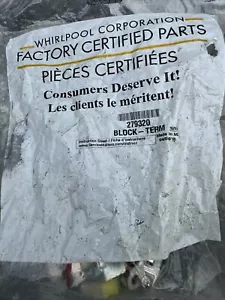 WHIRLPOOL CORPORATION
FACTORY CERTIFIED PARTS
PIÈCES CERTIFIÉES
Consumers Deserve It!
Les clients le méritent!
279320
BLOCK-TERM